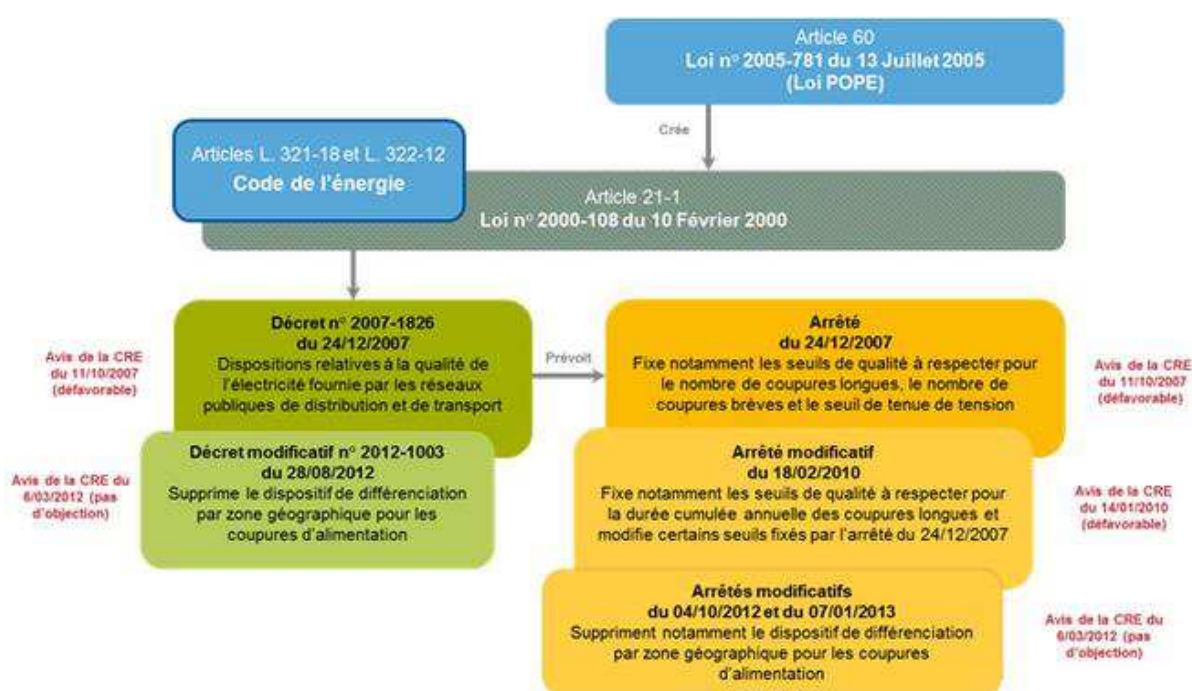 Article 60
Loi n° 2005-781 du 13 Juillet 2005
(Loi POPE)
Crée
Articles L. 321-18 et L. 322-12
Code de l'énergie
Article 21-1
Loi n° 2000-108 du 10 Février 2000
Avis de la CRE
du 11/10/2007
(défavorable)
Décret n° 2007-1826
du 24/12/2007
Dispositions relatives à la qualité de
l'électricité fournie par les réseaux
publiques de distribution et de transport
Prévoit
Arrêté
du 24/12/2007
Fixe notamment les seuils de qualité à respecter pour
le nombre de coupures longues, le nombre de
coupures brèves et le seuil de tenue de tension
Avis de la CRE
du 11/10/2007
(défavorable)
Avis de la CRE du
6/03/2012 (pas
d'objection)
Décret modificatif n° 2012-1003
du 28/08/2012
Supprime le dispositif de différenciation
par zone géographique pour les
coupures d'alimentation
Arrêté modificatif
du 18/02/2010
Fixe notamment les seuils de qualité à respecter pour
la durée cumulée annuelle des coupures longues et
modifie certains seuils fixés par l'arrêté du 24/12/2007
Avis de la CRE
du 14/01/2010
(défavorable)
Arrêtés modificatifs
du 04/10/2012 et du 07/01/2013
Suppriment notamment le dispositif de différenciation
par zone géographique pour les coupures
d'alimentation
Avis de la CRE du
6/03/2012 (pas
d'objection)